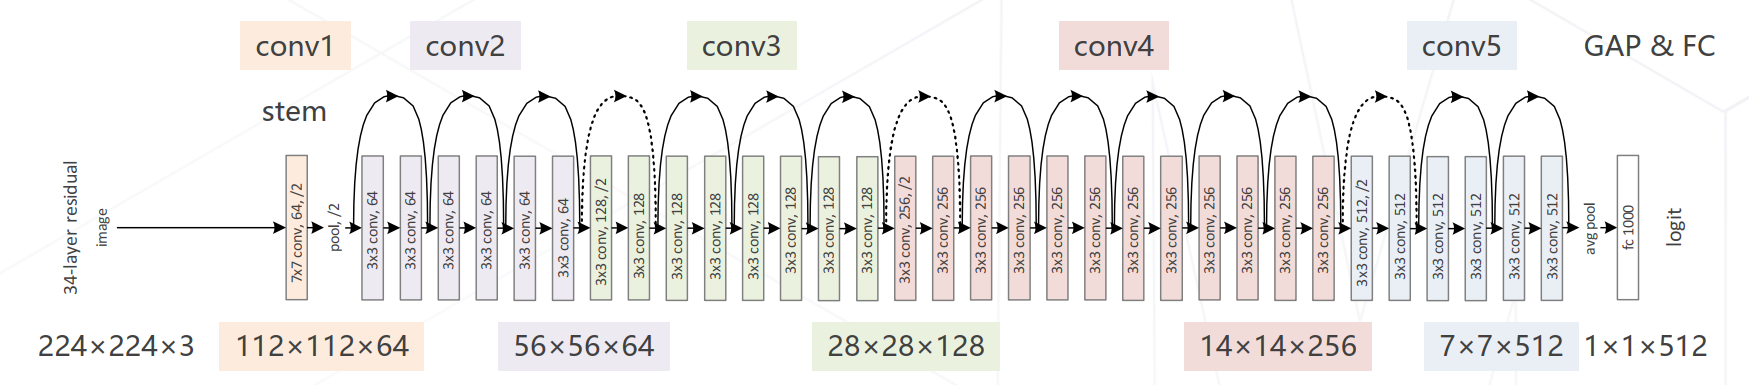 conv1
conv2
conv3
conv4
conv5
GAP & FC
stem
34-layer residual
image
7x7 conv, 64, /2
pool, /2
3x3 conv, 64
3x3 conv, 64
3x3 conv, 64
3x3 conv, 64
3x3 conv, 64
3x3 conv, 64
3x3 conv, 128, /2
3x3 conv, 128
3x3 conv, 128
3x3 conv, 128
3x3 conv, 128
3x3 conv, 128
3x3 conv, 128
3x3 conv, 128
3x3 conv, 256, /2
3x3 conv, 256
3x3 conv, 256
3x3 conv, 256
3x3 conv, 256
3x3 conv, 256
3x3 conv, 256
3x3 conv, 256
3x3 conv, 256
3x3 conv, 256
3x3 conv, 256
3x3 conv, 256
3x3 conv, 512, /2
3x3 conv, 512
3x3 conv, 512
3x3 conv, 512
3x3 conv, 512
3x3 conv, 512
avg pool
fc 1000
logit
224×224×3
112×112×64
56×56×64
28×28×128
14×14×256
7×7×512
1×1×512